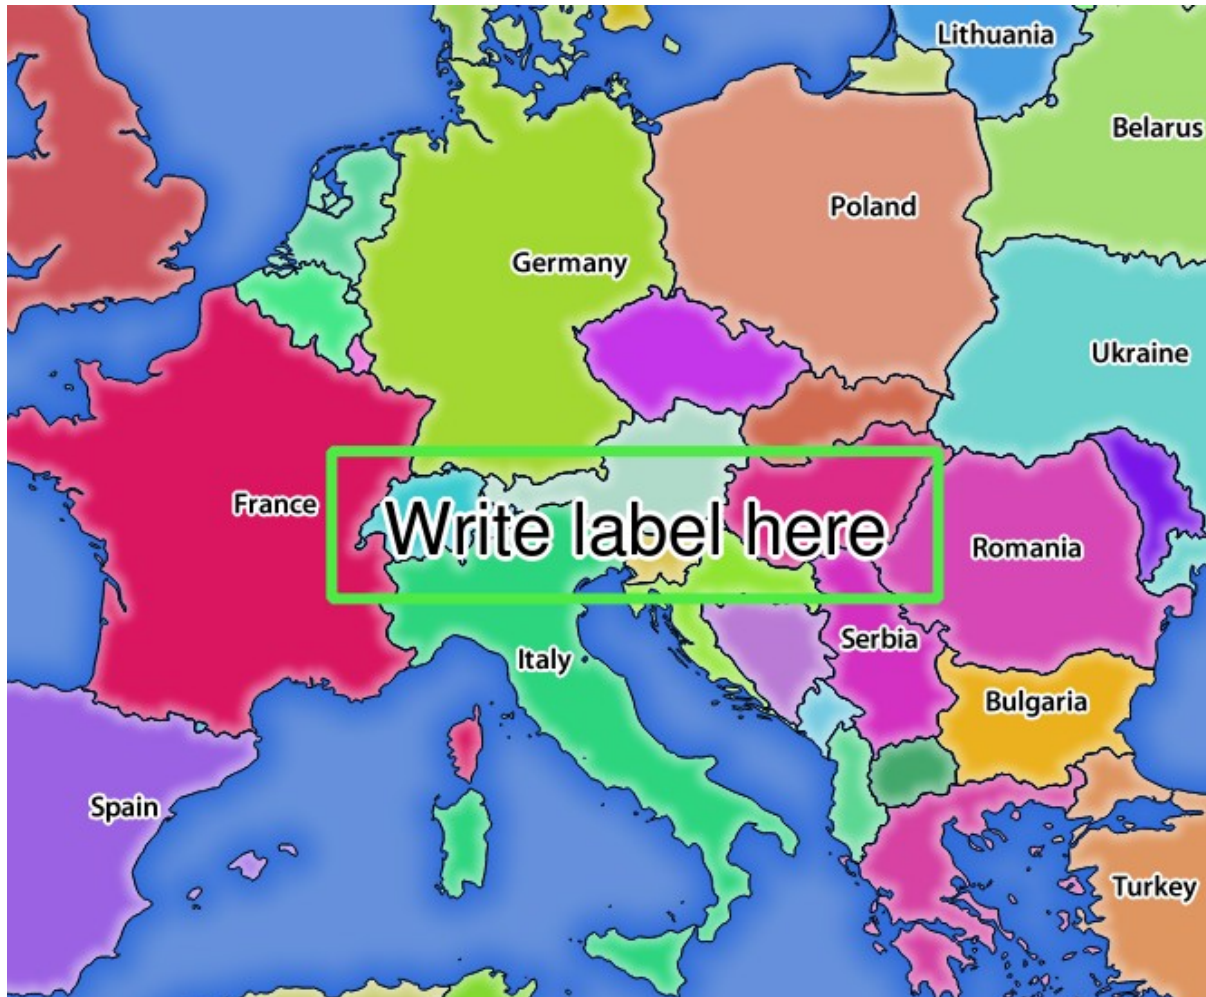 Lithuania
Belarus
Poland
Germany
Ukraine
France
Write label here
Romania
Serbia
Italy
Bulgaria
Spain
Turkey